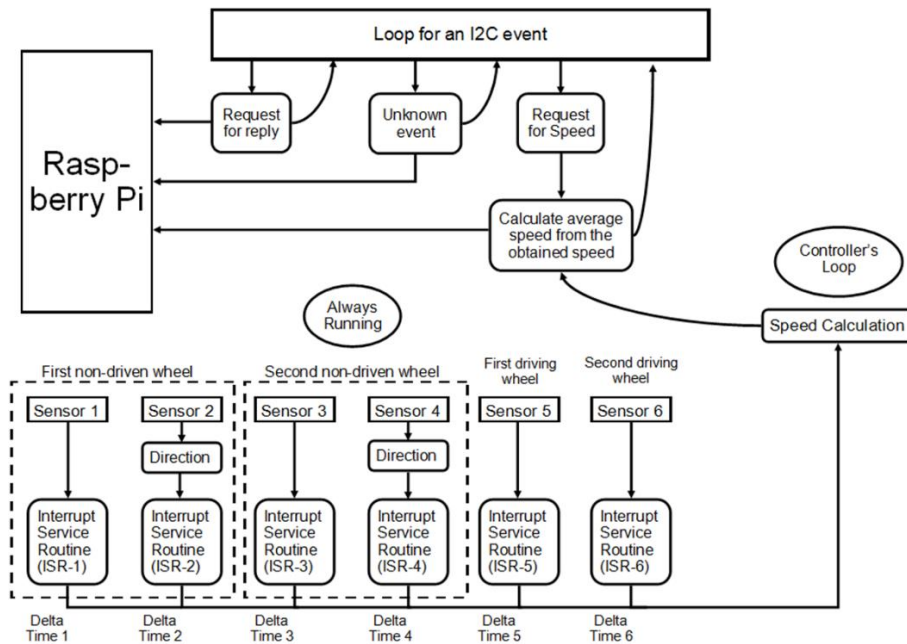 Loop for an I2C event
Request
for reply
Unknown
event
Request
for Speed
Rasp-
berry Pi
Calculate average
speed from the
obtained speed
Controller's
Loop
Always
Running
Speed Calculation
First non-driven wheel
Second non-driven wheel
First driving
wheel
Second driving
wheel
Sensor 1
Sensor 2
Sensor 3
Sensor 4
Sensor 5
Sensor 6
Direction
Direction
Interrupt
Service
Routine
(ISR-1)
Interrupt
Service
Routine
(ISR-2)
Interrupt
Service
Routine
(ISR-3)
Interrupt
Service
Routine
(ISR-4)
Interrupt
Service
Routine
(ISR-5)
Interrupt
Service
Routine
(ISR-6)
Delta
Time 1
Delta
Time 2
Delta
Time 3
Delta
Time 4
Delta
Time 5
Delta
Time 6